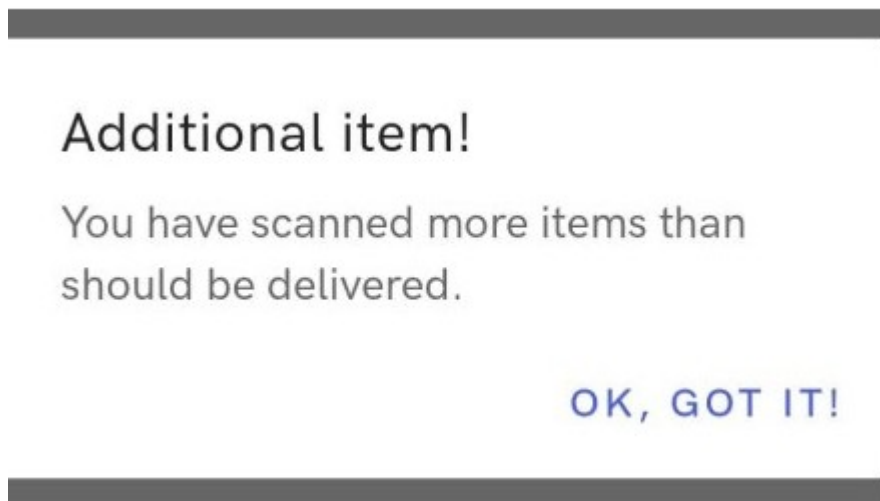 Additional item!
You have scanned more items than
should be delivered.
OK, GOT IT!